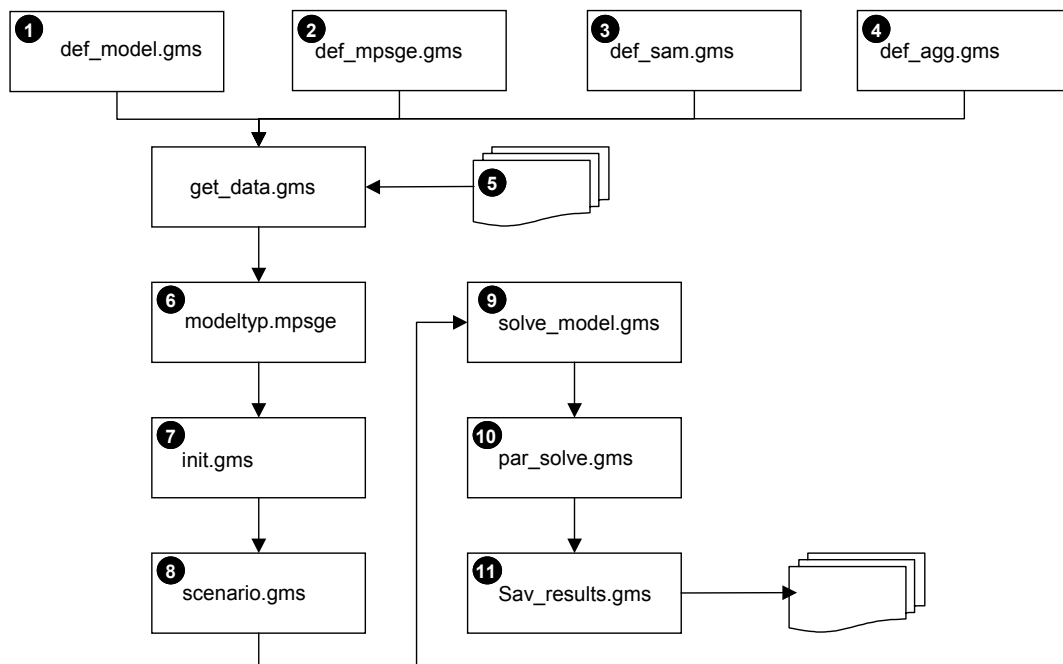 1
def_model.gms
2
def_mpsge.gms
3
def_sam.gms
4
def_agg.gms
get_data.gms
5
6
modeltyp.mpsge
9
solve_model.gms
7
init.gms
10
par_solve.gms
8
scenario.gms
11
Sav_results.gms